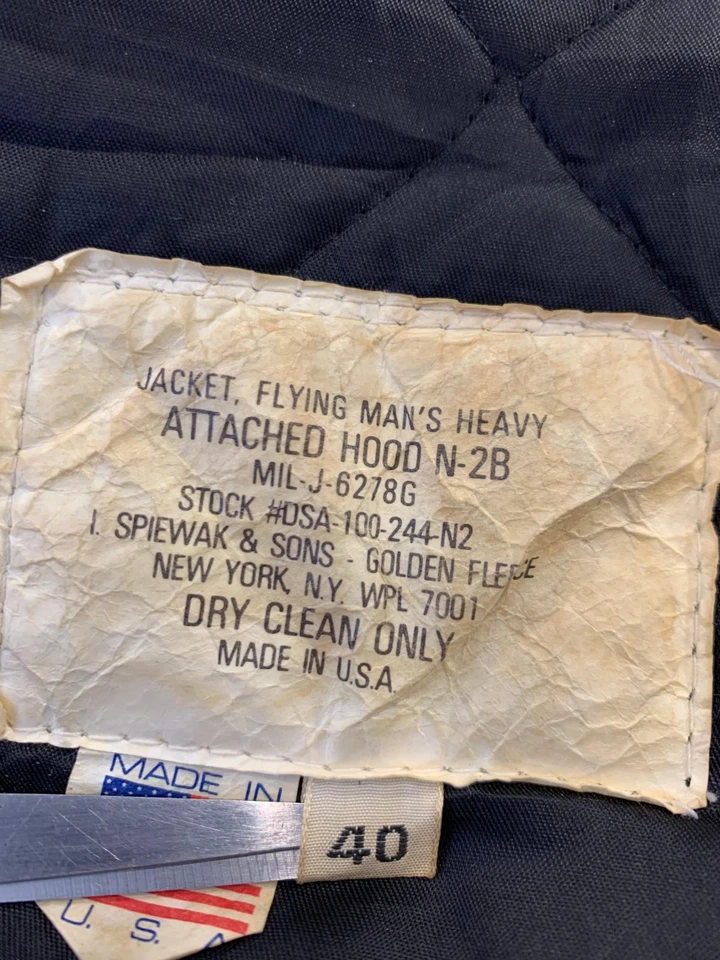 JACKET, FLYING MAN'S HEAVY
ATTACHED HOOD N-2B
MIL-J-6278G
STOCK #DSA-100-244-N2
I. SPIEWAK & SONS - GOLDEN FLEECE
NEW YORK, N.Y. WPL 7001
DRY CLEAN ONLY
MADE IN U.S.A.
MADE IN
40
U. S. A